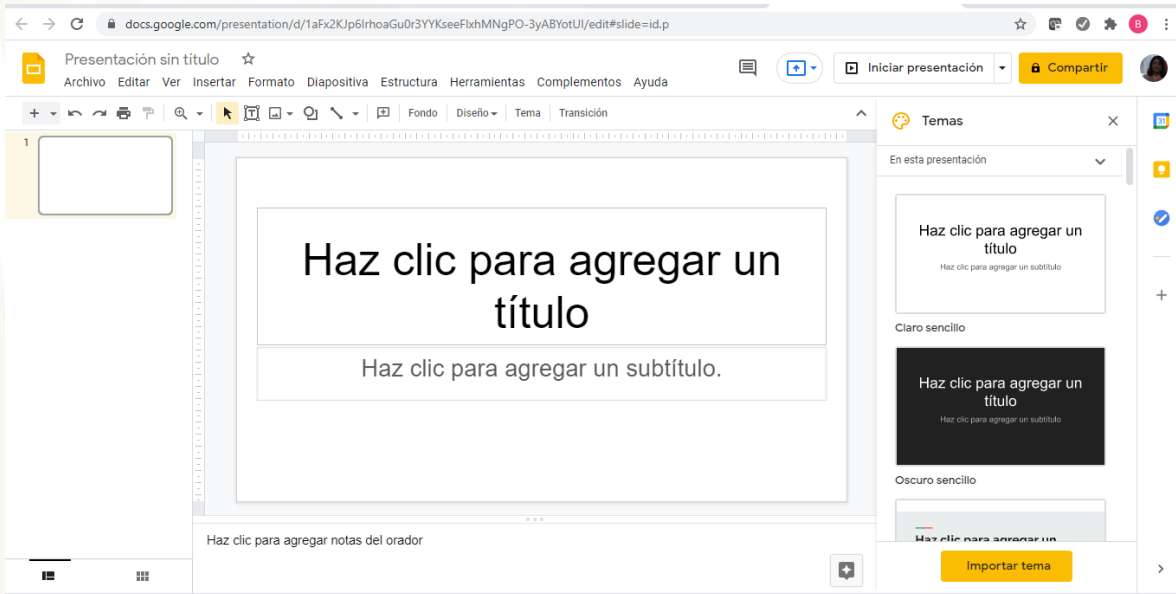 docs.google.com/presentation/d/1aFx2KJp6IrhoaGu0r3YYKseeFlxhMNgPO-3yABYotUI/edit#slide=id.p
B
Presentación sin título
Archivo Editar Ver Insertar Formato Diapositiva Estructura Herramientas Complementos Ayuda
Iniciar presentación
Compartir
Fondo Diseño Tema Transición
1
Haz clic para agregar un
título
Haz clic para agregar un subtítulo.
Haz clic para agregar notas del orador
Temas
En esta presentación
Haz clic para agregar un
título
Haz clic para agregar un subtítulo
Claro sencillo
Haz clic para agregar un
título
Haz clic para agregar un subtítulo
Oscuro sencillo
Haz clic para agregar un
Importar tema
31